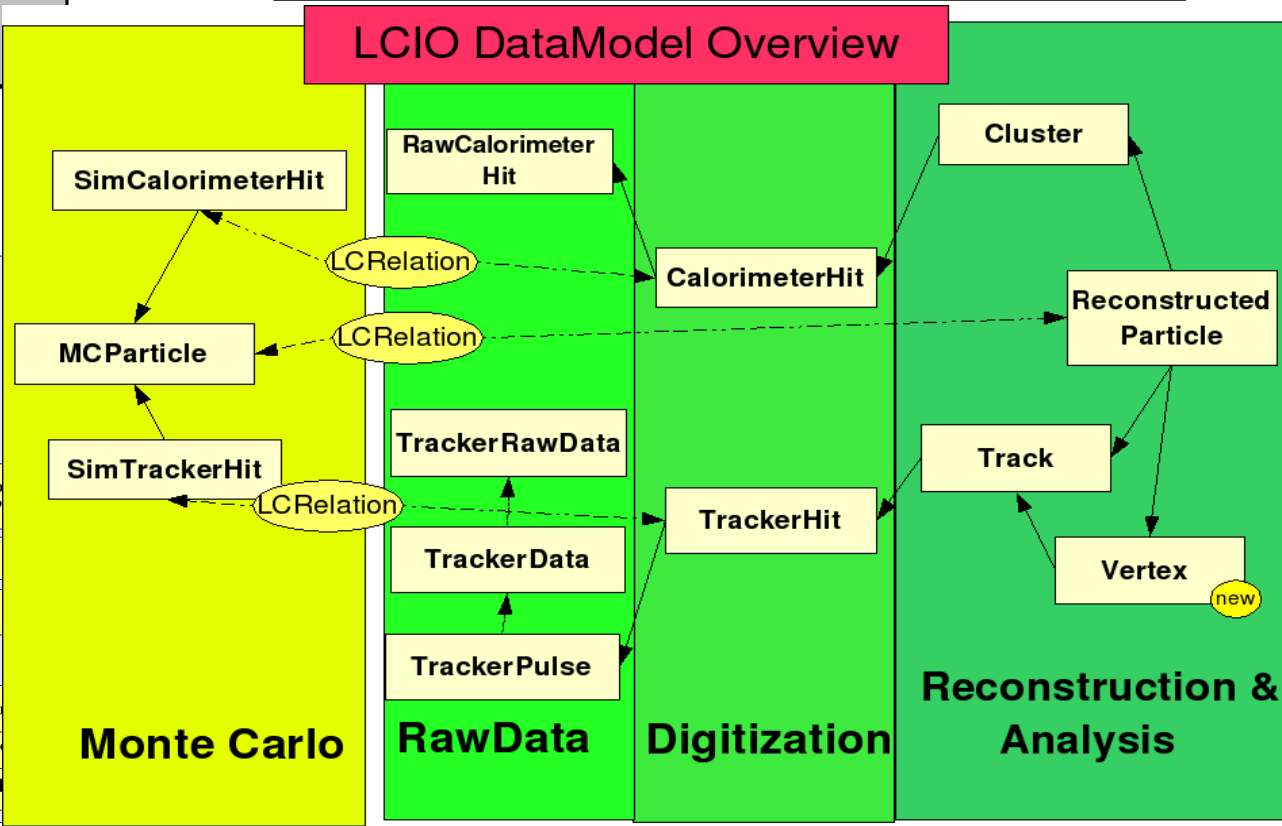 LCIO DataModel Overview
SimCalorimeterHit
MCParticle
SimTrackerHit
Monte Carlo
LCRelation
LCRelation
LCRelation
RawCalorimeter
Hit
TrackerRawData
TrackerData
TrackerPulse
RawData
CalorimeterHit
TrackerHit
Digitization
Cluster
Reconstructed
Particle
Track
Vertex
new
Reconstruction &
Analysis